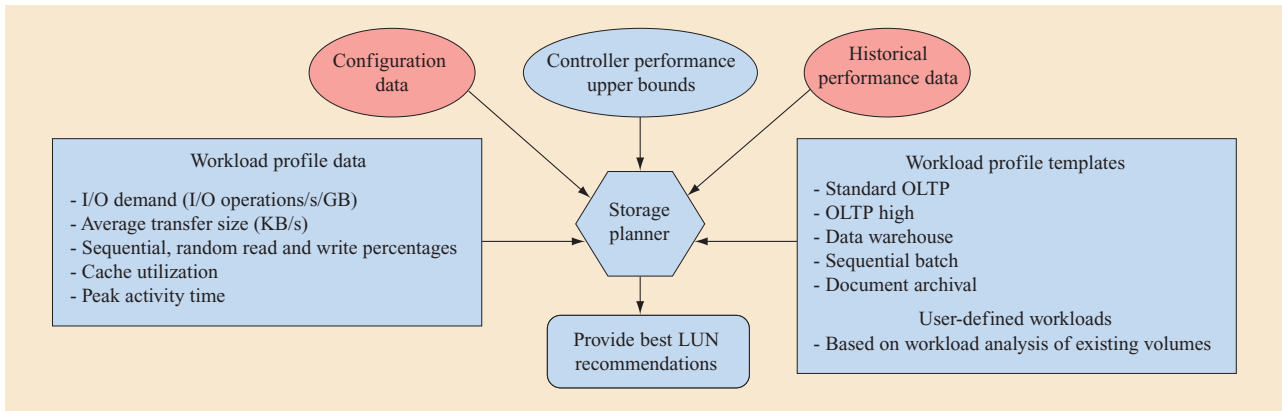 Configuration
data
Controller performance
upper bounds
Historical
performance data
Workload profile data
- I/O demand (I/O operations/s/GB)
- Average transfer size (KB/s)
- Sequential, random read and write percentages
- Cache utilization
- Peak activity time
Storage
planner
Workload profile templates
- Standard OLTP
- OLTP high
- Data warehouse
- Sequential batch
- Document archival
User-defined workloads
- Based on workload analysis of existing volumes
Provide best LUN
recommendations